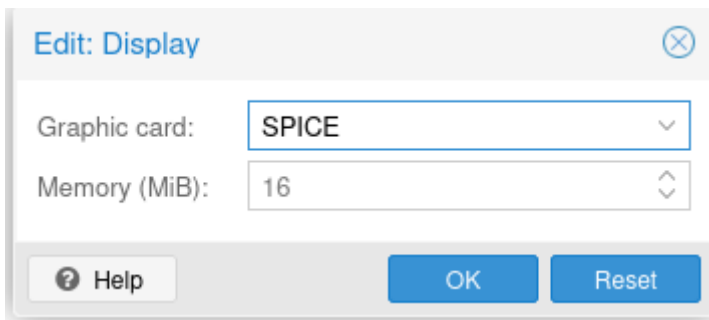 Edit: Display
Graphic card: SPICE
Memory (MiB): 16
Help OK Reset